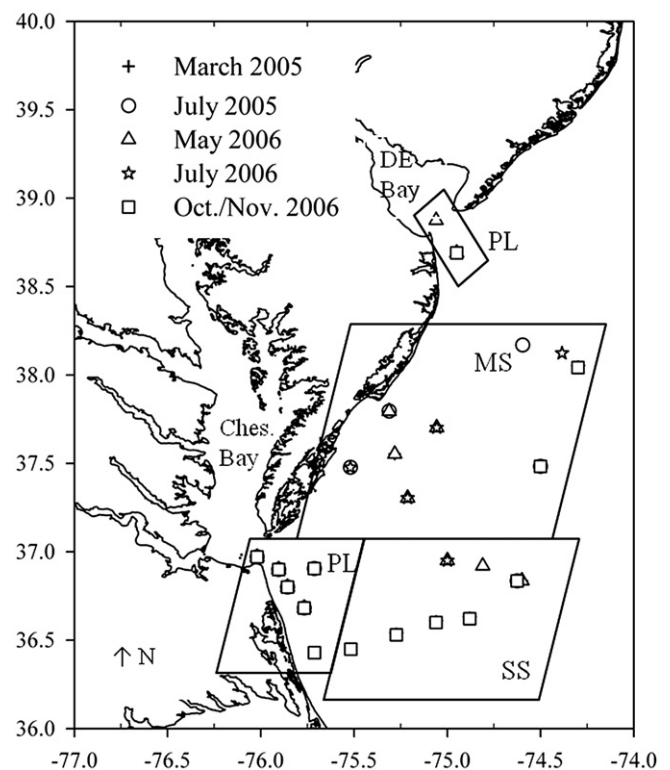 40.0
+ March 2005
○ July 2005
△ May 2006
☆ July 2006
□ Oct./Nov. 2006
39.5
39.0
38.5
38.0
37.5
37.0
36.5
36.0
DE
Bay
PL
MS
Ches.
Bay
PL
SS
↑ N
-77.0 -76.5 -76.0 -75.5 -75.0 -74.5 -74.0